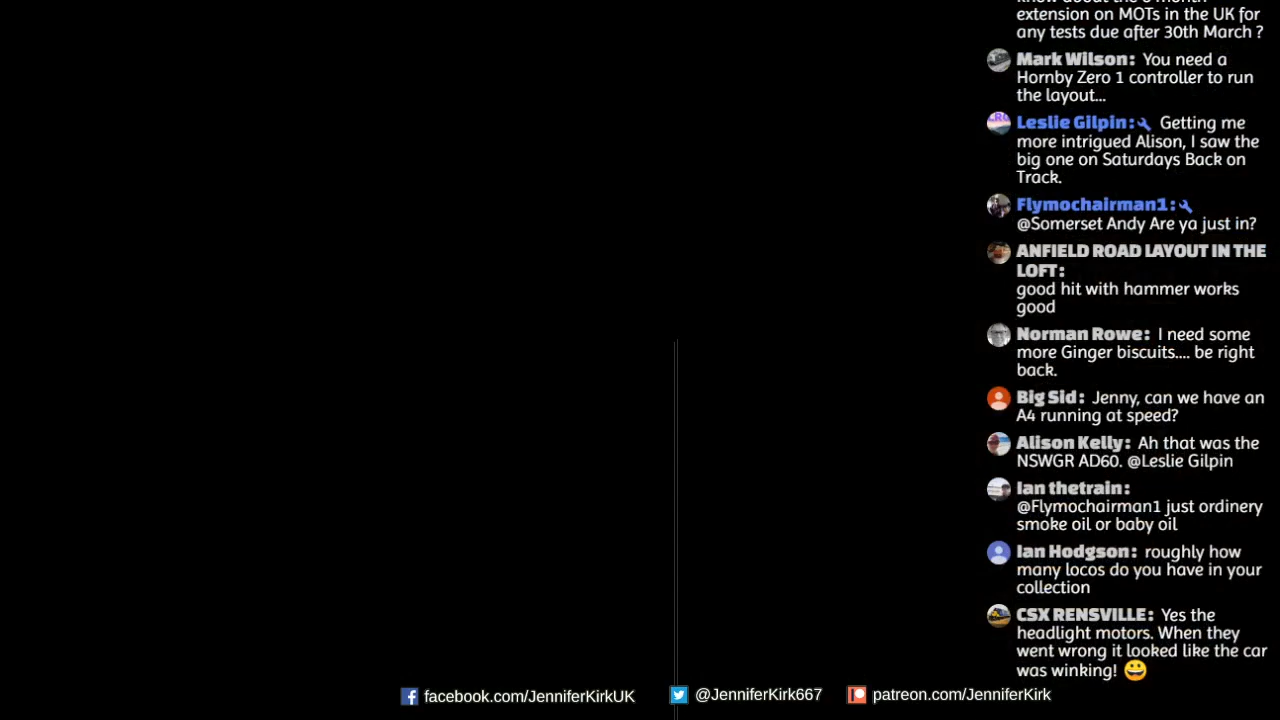 extension on MOTs in the UK for
any tests due after 30th March ?
Mark Wilson: You need a
Hornby Zero 1 controller to run
the layout...
Leslie Gilpin: Getting me
more intrigued Alison, I saw the
big one on Saturdays Back on
Track.
Flymochairman1:
@Somerset Andy Are ya just in?
ANFIELD ROAD LAYOUT IN THE
LOFT:
good hit with hammer works
good
Norman Rowe: I need some
more Ginger biscuits.... be right
back.
Big Sid: Jenny, can we have an
A4 running at speed?
Alison Kelly: Ah that was the
NSWGR AD60. @Leslie Gilpin
Ian thetrain:
@Flymochairman1 just ordinery
smoke oil or baby oil
Ian Hodgson: roughly how
many locos do you have in your
collection
CSX RENSVILLE: Yes the
headlight motors. When they
went wrong it looked like the car
was winking! 😀
facebook.com/JenniferKirkUK @JenniferKirk667 patreon.com/JenniferKirk